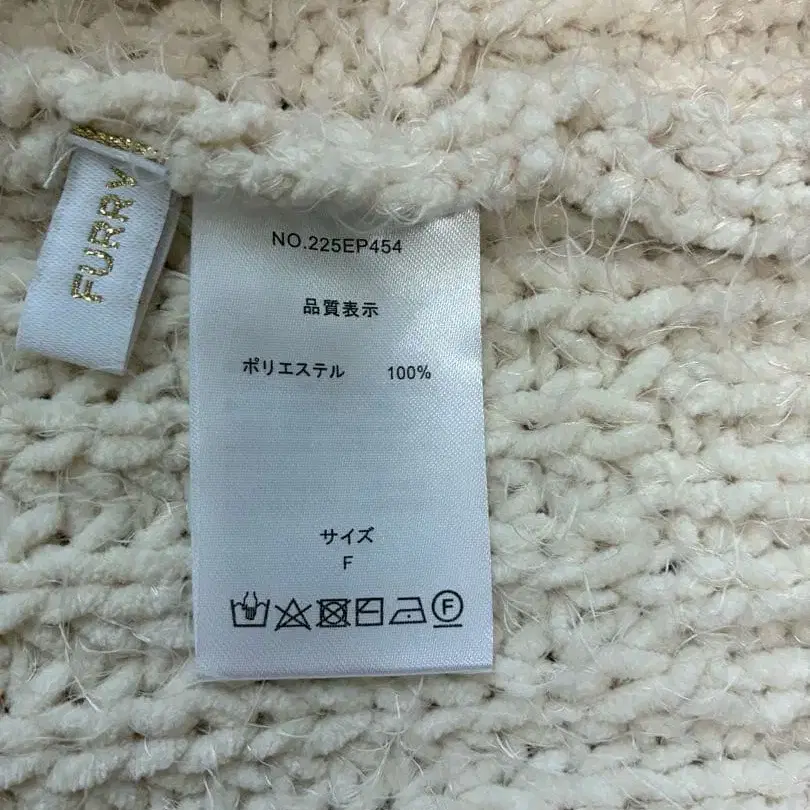 FURRY
NO.225EP454
品質表示
ポリエステル 100%
サイズ
F
F